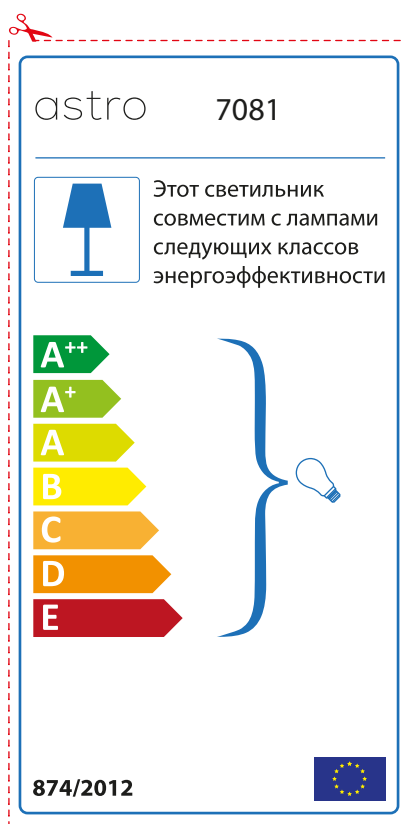 astro 7081
Этот светильник
совместим с лампами
следующих классов
энергоэффективности
A++
A+
A
B
C
D
E
874/2012